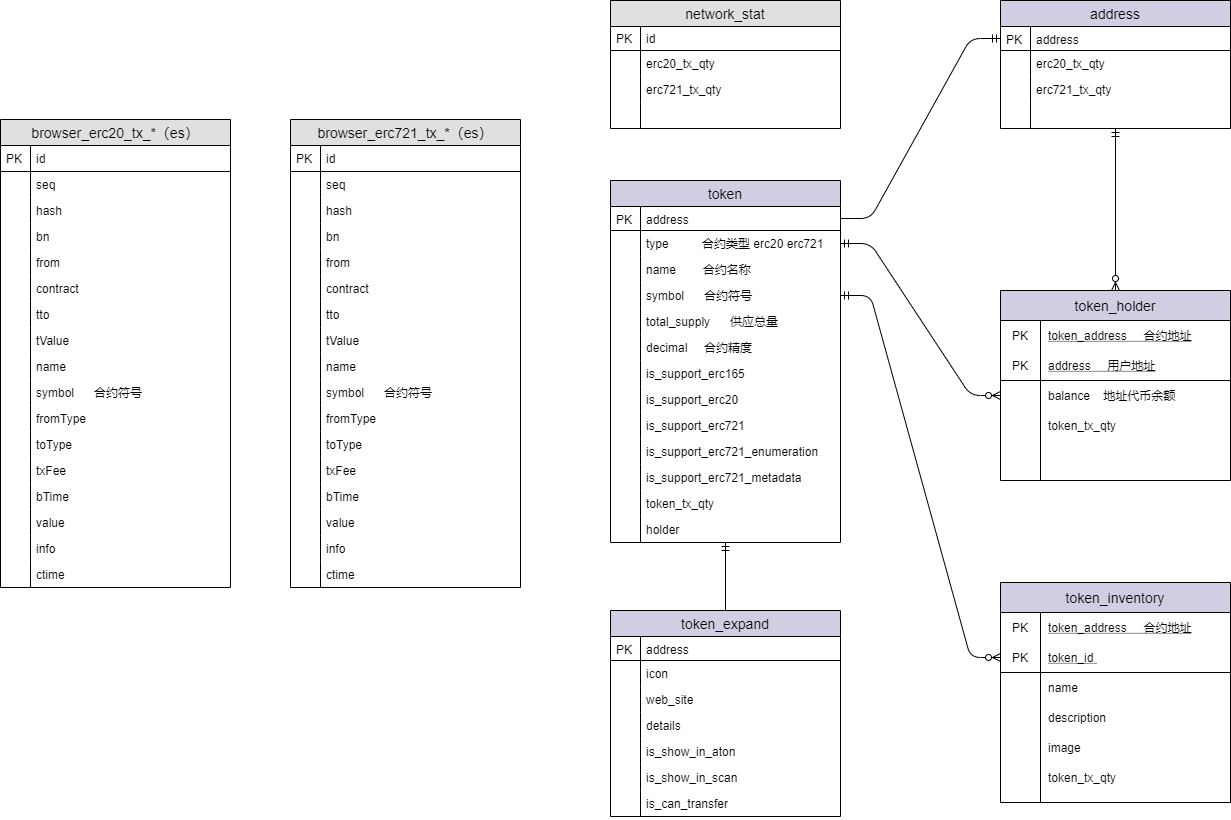 browser_erc20_tx_*（es）
PK id
seq
hash
bn
from
contract
tto
tValue
name
symbol 合约符号
fromType
toType
txFee
bTime
value
info
ctime
browser_erc721_tx_*（es）
PK id
seq
hash
bn
from
contract
tto
tValue
name
symbol 合约符号
fromType
toType
txFee
bTime
value
info
ctime
network_stat
PK id
erc20_tx_qty
erc721_tx_qty
token
PK address
type 合约类型 erc20 erc721
name 合约名称
symbol 合约符号
total_supply 供应总量
decimal 合约精度
is_support_erc165
is_support_erc20
is_support_erc721
is_support_erc721_enumeration
is_support_erc721_metadata
token_tx_qty
holder
token_expand
PK address
icon
web_site
details
is_show_in_aton
is_show_in_scan
is_can_transfer
address
PK address
erc20_tx_qty
erc721_tx_qty
token_holder
PK token_address 合约地址
PK address 用户地址
balance 地址代币余额
token_tx_qty
token_inventory
PK token_address 合约地址
PK token_id
name
description
image
token_tx_qty